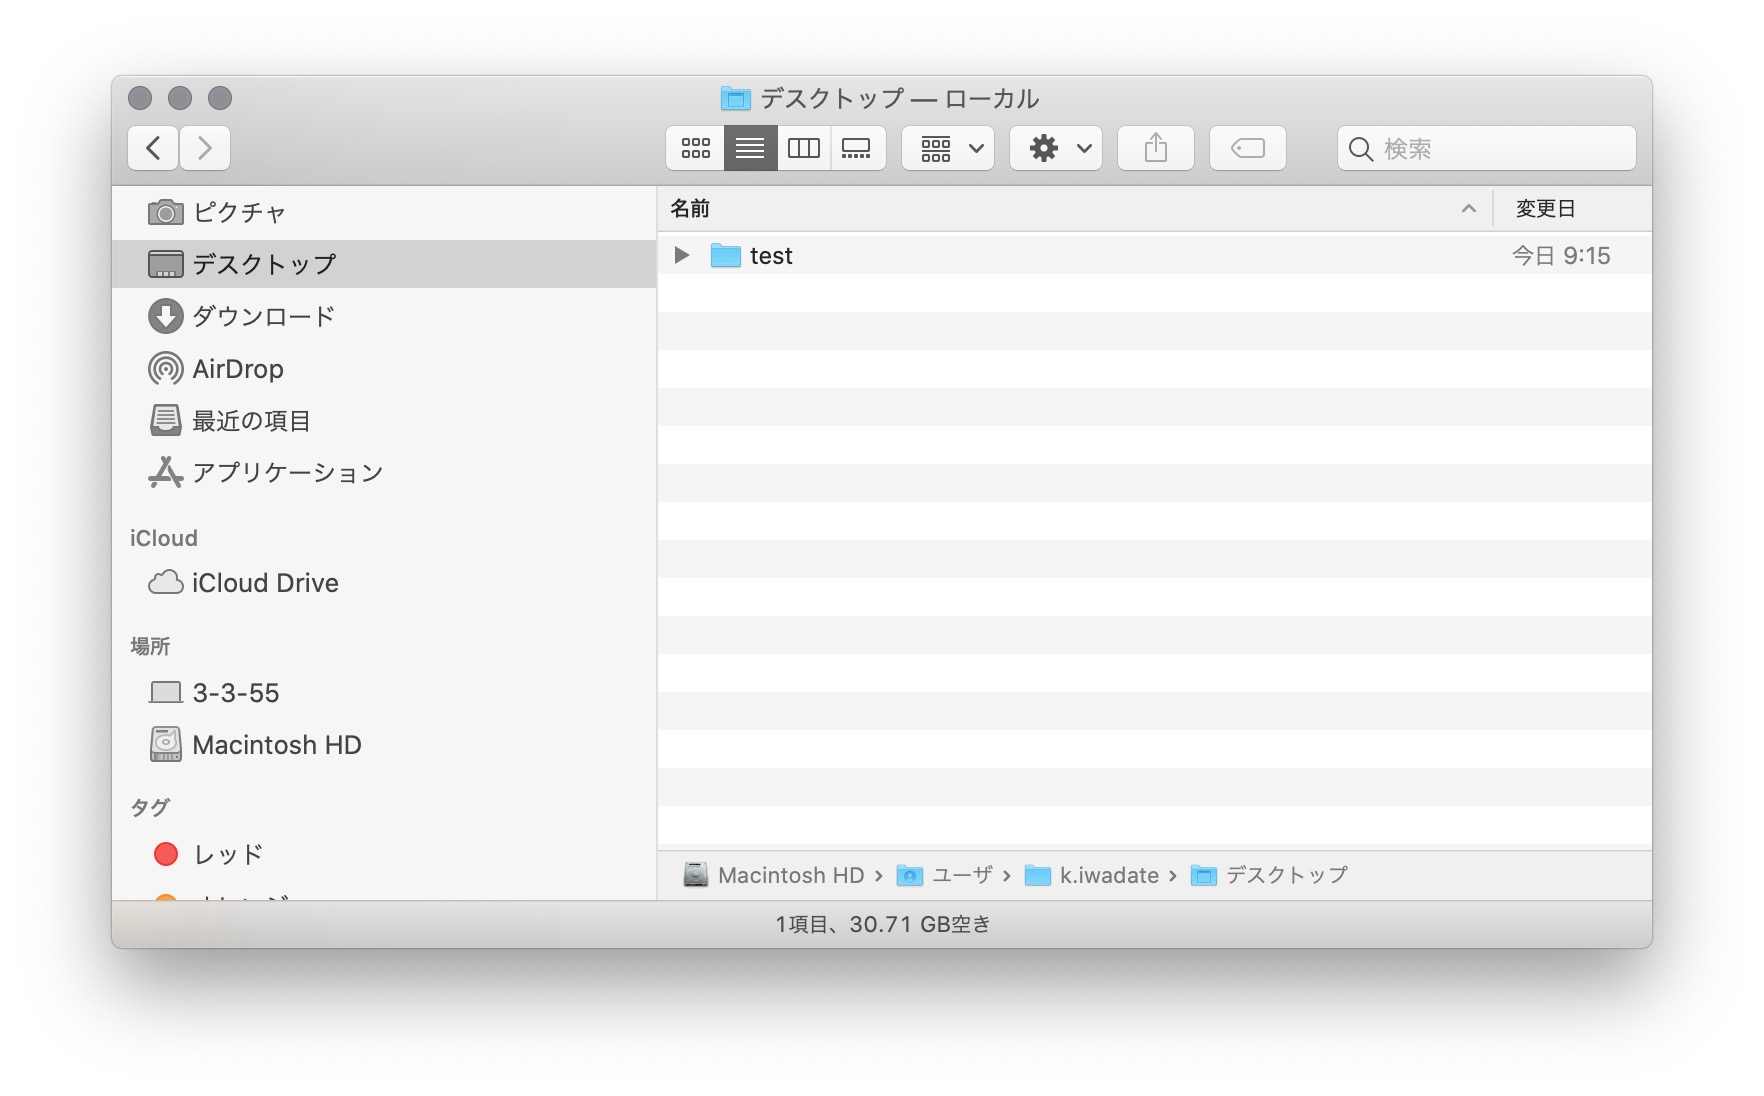 デスクトップ — ローカル
検索
ピクチャ
デスクトップ
ダウンロード
AirDrop
最近の項目
アプリケーション
iCloud
iCloud Drive
場所
3-3-55
Macintosh HD
タグ
レッド
名前 変更日
test 今日 9:15
Macintosh HD › ユーザ › k.iwadate › デスクトップ
1項目、30.71 GB空き